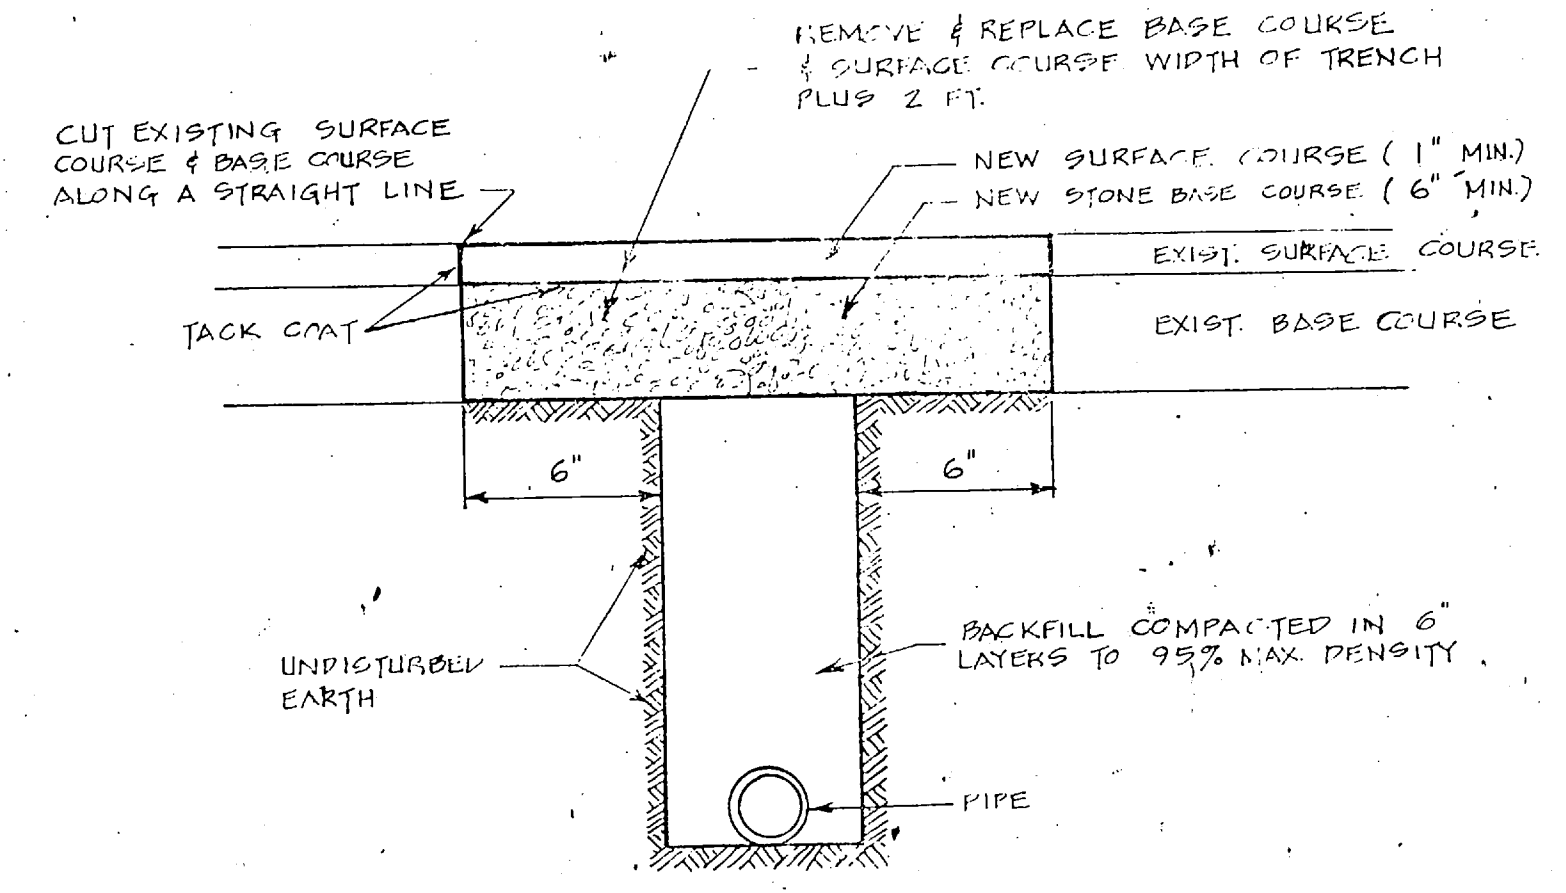 REMOVE & REPLACE BASE COURSE
& SURFACE COURSE WIDTH OF TRENCH
PLUS 2 FT.
CUT EXISTING SURFACE
COURSE & BASE COURSE
ALONG A STRAIGHT LINE
NEW SURFACE COURSE ( 1" MIN.)
NEW STONE BASE COURSE ( 6" MIN.)
EXIST. SURFACE COURSE
TACK COAT
EXIST. BASE COURSE
6"
6"
BACKFILL COMPACTED IN 6"
LAYERS TO 95% MAX. DENSITY
UNDISTURBED
EARTH
PIPE